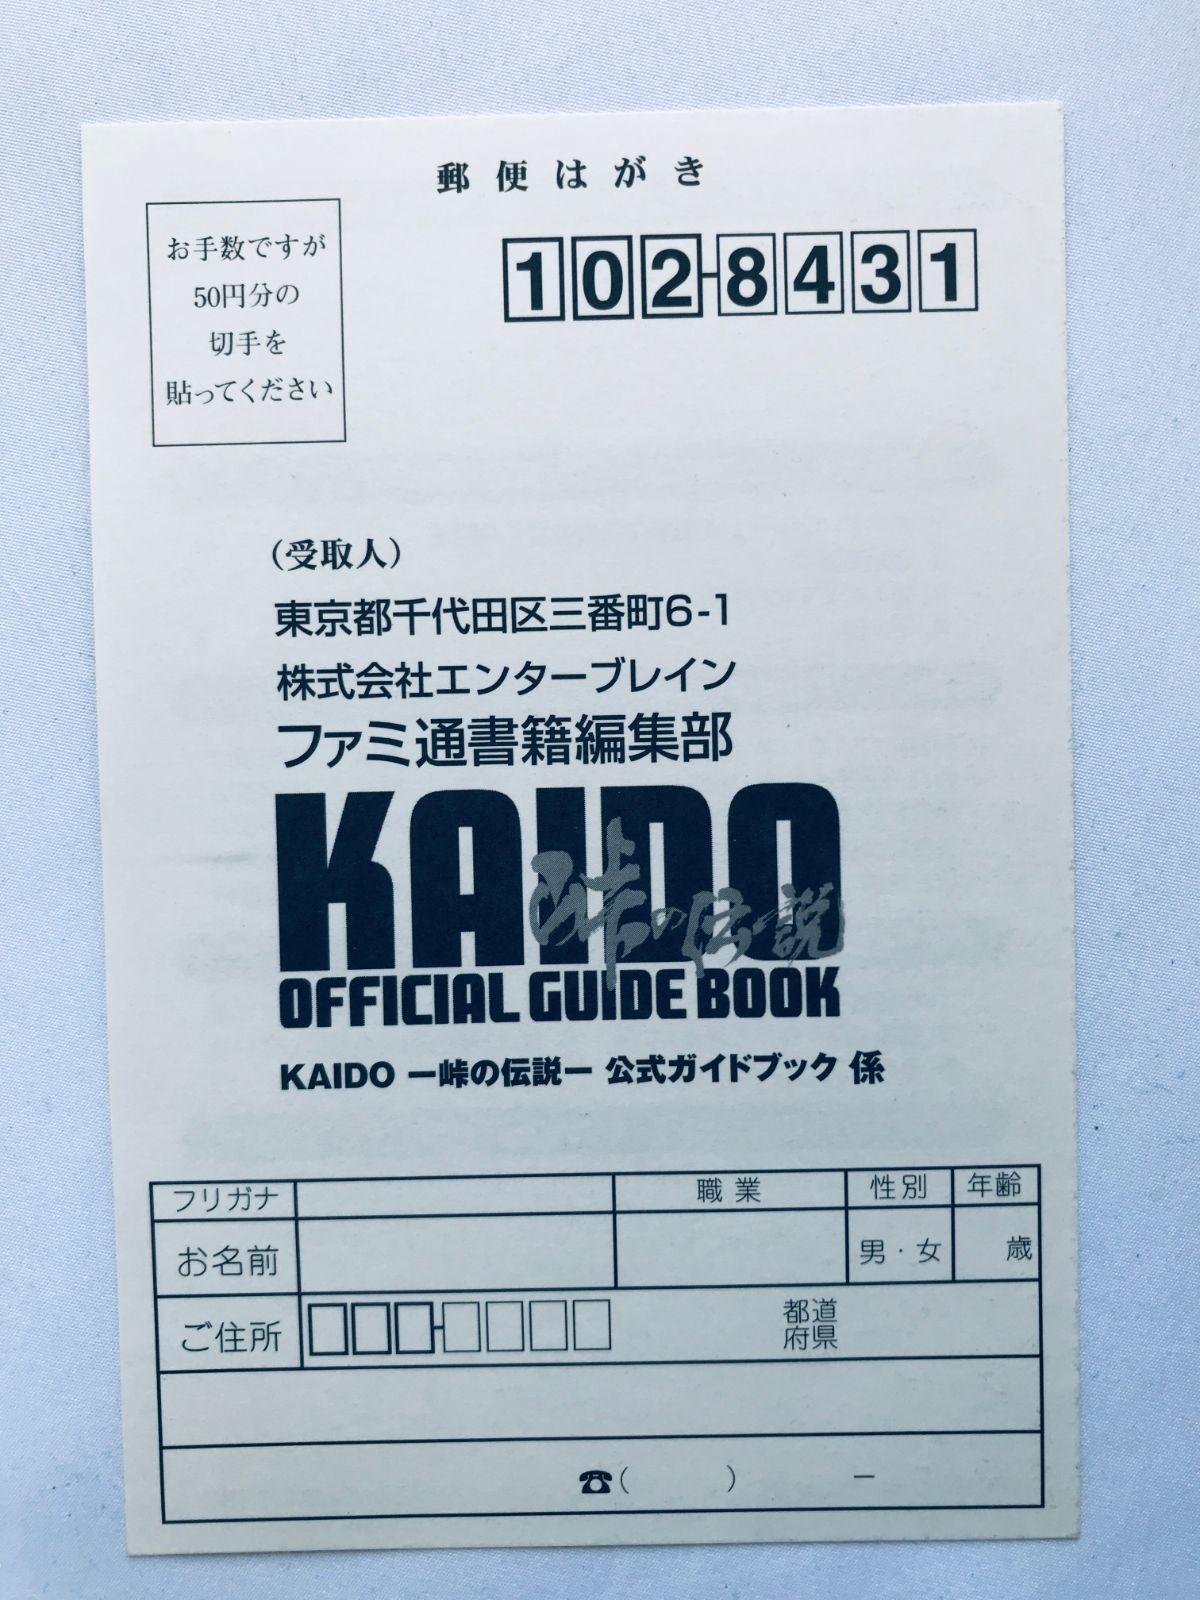 郵便はがき
お手数ですが
50円分の
切手を
貼ってください
102-8431
（受取人）
東京都千代田区三番町6-1
株式会社エンターブレイン
ファミ通書籍編集部
KAIDO
峠の伝説
OFFICIAL GUIDE BOOK
KAIDO ー峠の伝説ー 公式ガイドブック 係
フリガナ 職業 性別 年齢
お名前 男・女 歳
ご住所 都道
府県
☎( ) −